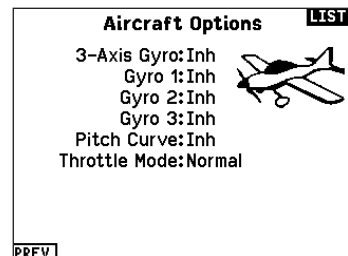 Aircraft Options
LIST
3-Axis Gyro:Inh
Gyro 1:Inh
Gyro 2:Inh
Gyro 3:Inh
Pitch Curve:Inh
Throttle Mode:Normal
PREV